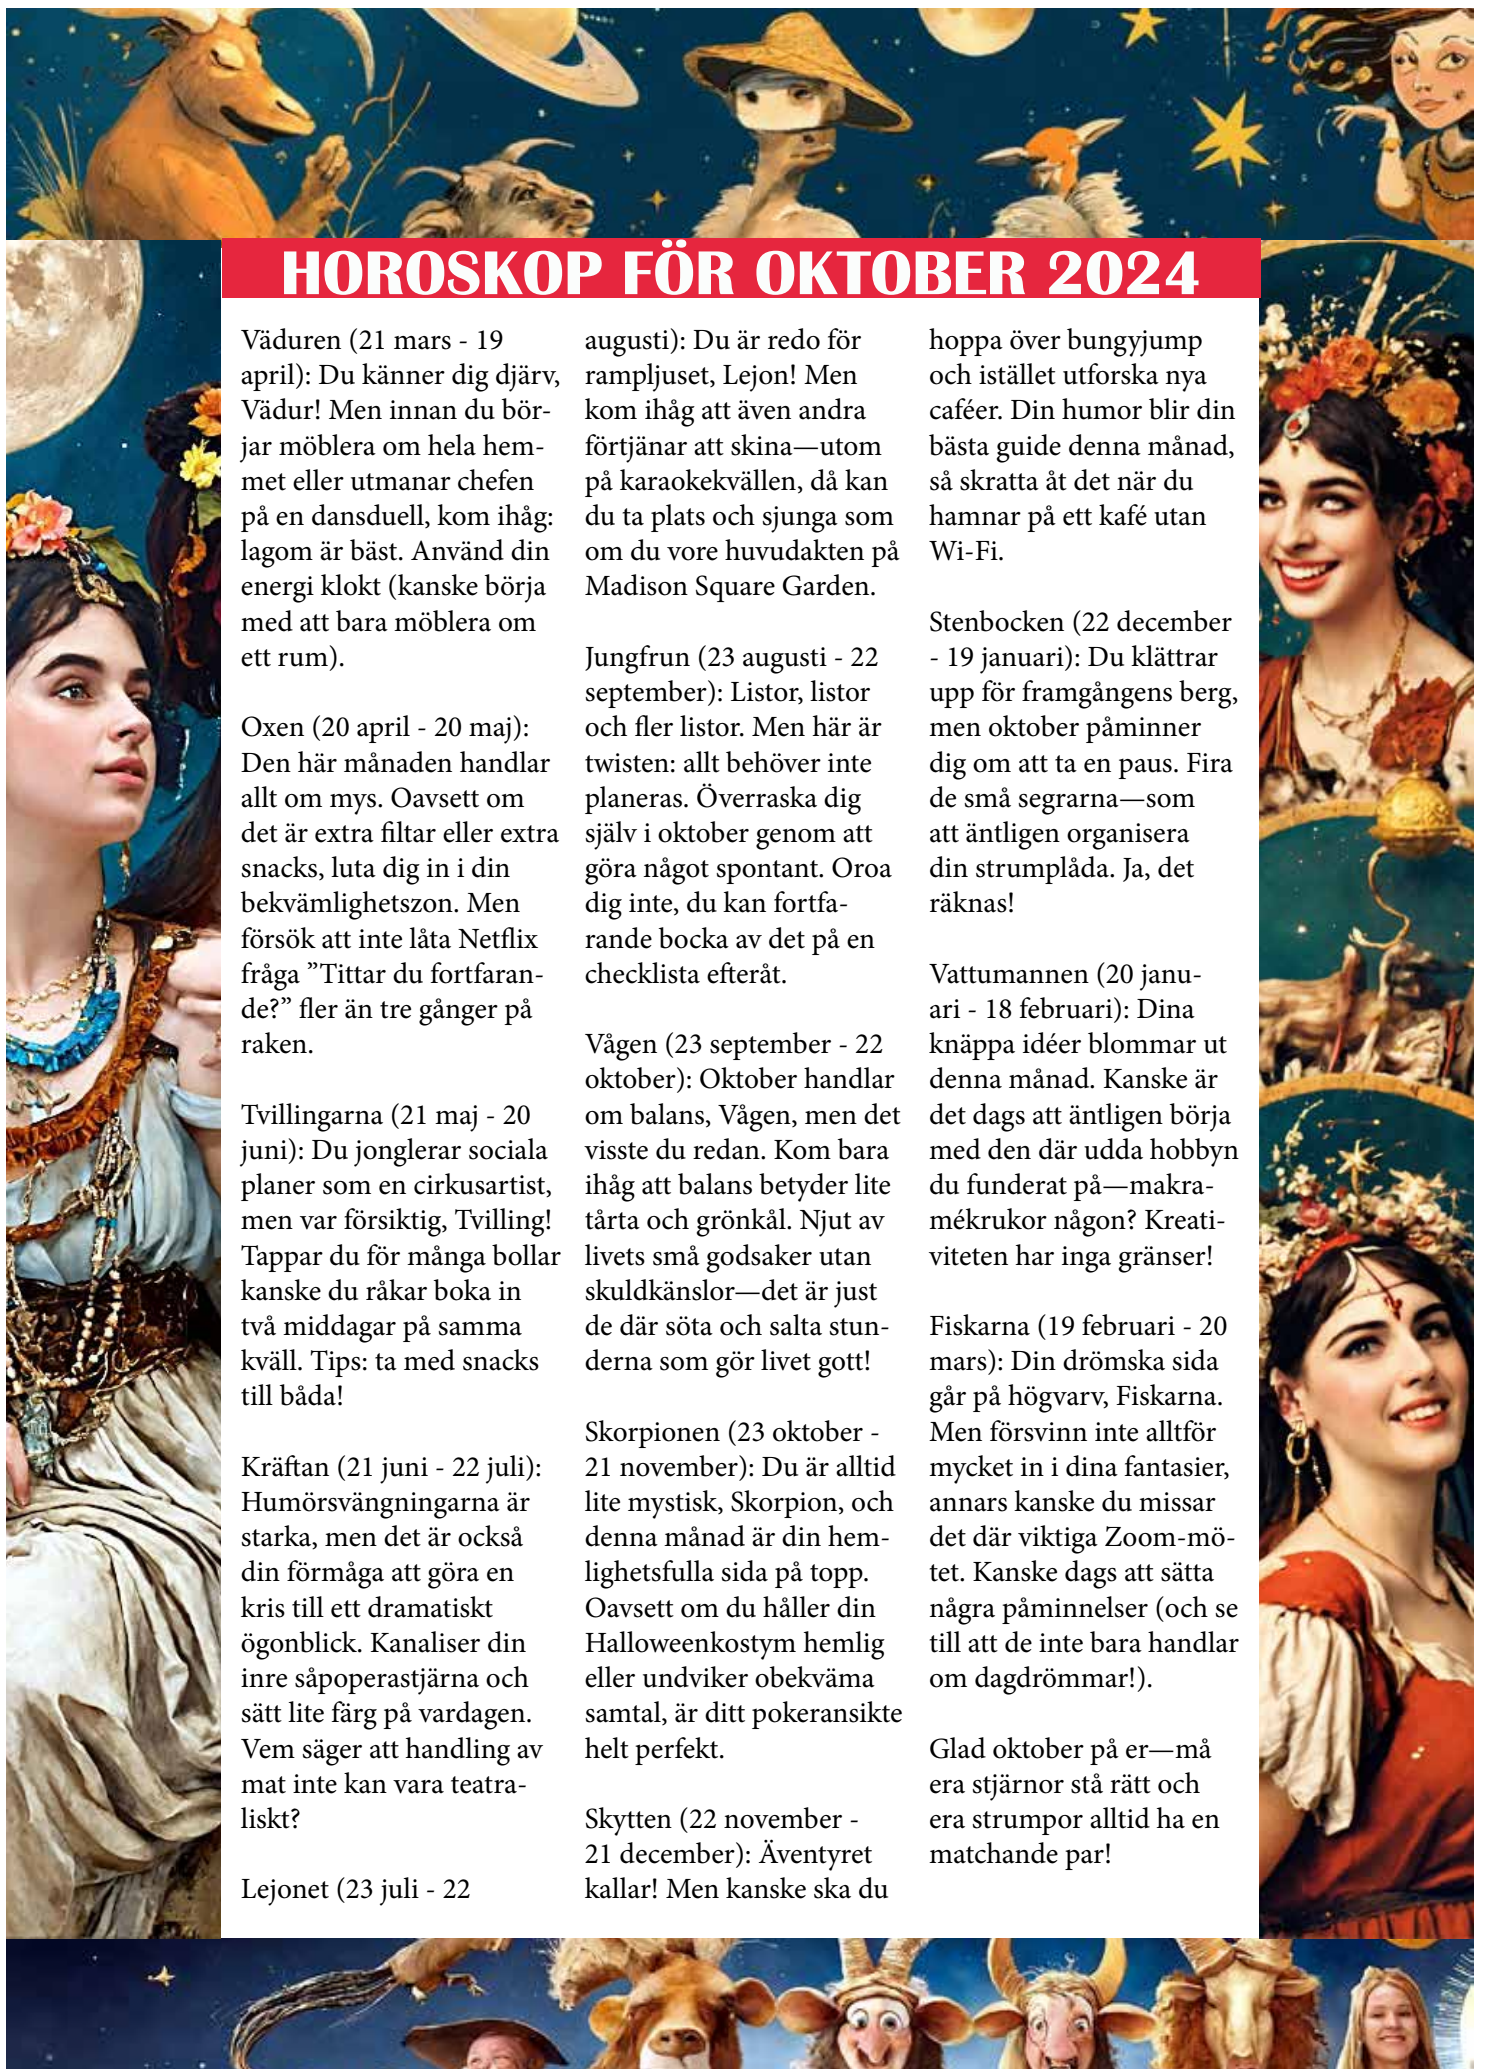 HOROSKOP FÖR OKTOBER 2024
Väduren (21 mars - 19
april): Du känner dig djärv,
Vädur! Men innan du bör-
jar möblera om hela hem-
met eller utmanar chefen
på en dansduell, kom ihåg:
lagom är bäst. Använd din
energi klokt (kanske börja
med att bara möblera om
ett rum).
Oxen (20 april - 20 maj):
Den här månaden handlar
allt om mys. Oavsett om
det är extra filtar eller extra
snacks, luta dig in i din
bekvämlighetszon. Men
försök att inte låta Netflix
fråga ”Tittar du fortfaran-
de?” fler än tre gånger på
raken.
Tvillingarna (21 maj - 20
juni): Du jonglerar sociala
planer som en cirkusartist,
men var försiktig, Tvilling!
Tappar du för många bollar
kanske du råkar boka in
två middagar på samma
kväll. Tips: ta med snacks
till båda!
Kräftan (21 juni - 22 juli):
Humörsvängningarna är
starka, men det är också
din förmåga att göra en
kris till ett dramatiskt
ögonblick. Kanaliser din
inre såpoperastjärna och
sätt lite färg på vardagen.
Vem säger att handling av
mat inte kan vara teatra-
liskt?
Lejonet (23 juli - 22
augusti): Du är redo för
rampljuset, Lejon! Men
kom ihåg att även andra
förtjänar att skina—utom
på karaokekvällen, då kan
du ta plats och sjunga som
om du vore huvudakten på
Madison Square Garden.
Jungfrun (23 augusti - 22
september): Listor, listor
och fler listor. Men här är
twisten: allt behöver inte
planeras. Överraska dig
själv i oktober genom att
göra något spontant. Oroa
dig inte, du kan fortfa-
rande bocka av det på en
checklista efteråt.
Vågen (23 september - 22
oktober): Oktober handlar
om balans, Vågen, men det
visste du redan. Kom bara
ihåg att balans betyder lite
tårta och grönkål. Njut av
livets små godsaker utan
skuldkänslor—det är just
de där söta och salta stun-
derna som gör livet gott!
Skorpionen (23 oktober -
21 november): Du är alltid
lite mystisk, Skorpion, och
denna månad är din hem-
lighetsfulla sida på topp.
Oavsett om du håller din
Halloweenkostym hemlig
eller undviker obekväma
samtal, är ditt pokeransikte
helt perfekt.
Skytten (22 november -
21 december): Äventyret
kallar! Men kanske ska du
hoppa över bungyjump
och istället utforska nya
caféer. Din humor blir din
bästa guide denna månad,
så skratta åt det när du
hamnar på ett kafé utan
Wi-Fi.
Stenbocken (22 december
- 19 januari): Du klättrar
upp för framgångens berg,
men oktober påminner
dig om att ta en paus. Fira
de små segrarna—som
att äntligen organisera
din strumplåda. Ja, det
räknas!
Vattumannen (20 janu-
ari - 18 februari): Dina
knäppa idéer blommar ut
denna månad. Kanske är
det dags att äntligen börja
med den där udda hobbyn
du funderat på—makra-
mékrukor någon? Kreati-
viteten har inga gränser!
Fiskarna (19 februari - 20
mars): Din drömska sida
går på högvarv, Fiskarna.
Men försvinn inte alltför
mycket in i dina fantasier,
annars kanske du missar
det där viktiga Zoom-mö-
tet. Kanske dags att sätta
några påminnelser (och se
till att de inte bara handlar
om dagdrömmar!).
Glad oktober på er—må
era stjärnor stå rätt och
era strumpor alltid ha en
matchande par!